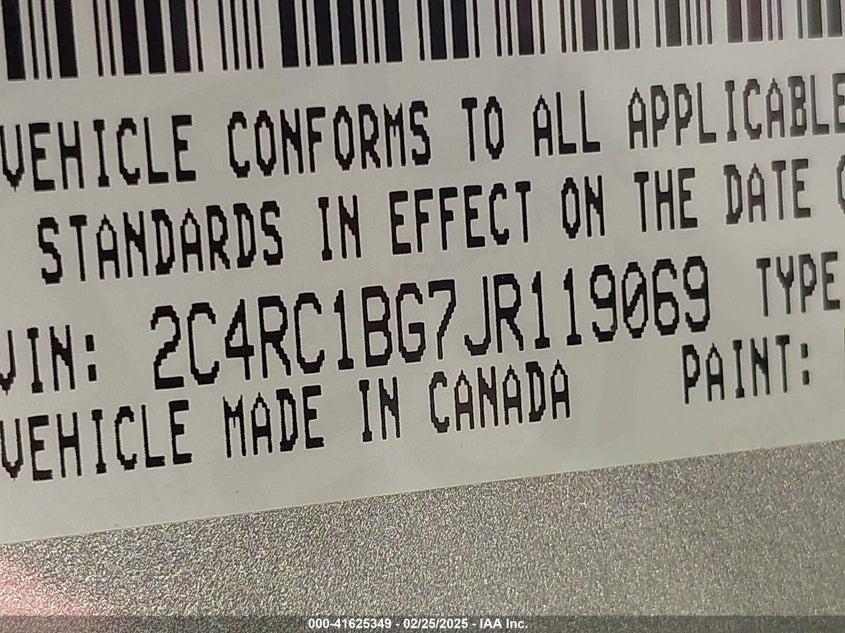 VEHICLE CONFORMS TO ALL APPLICABLE
STANDARDS IN EFFECT ON THE DATE
VIN: 2C4RC1BG7JR119069 TYPE
VEHICLE MADE IN CANADA PAINT:
000-41625349 - 02/25/2025 - IAA Inc.